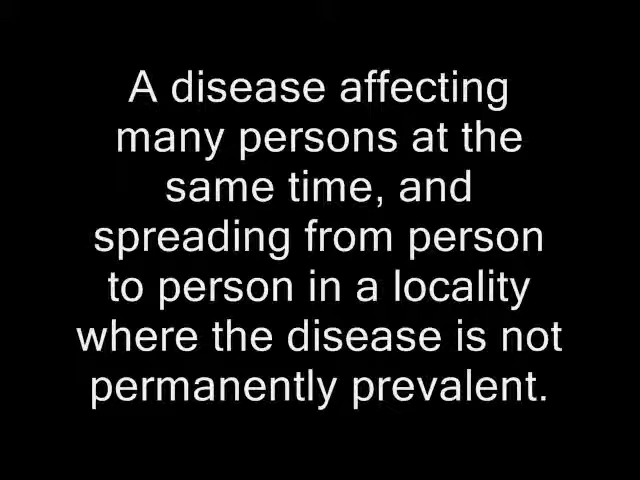 A disease affecting
many persons at the
same time, and
spreading from person
to person in a locality
where the disease is not
permanently prevalent.